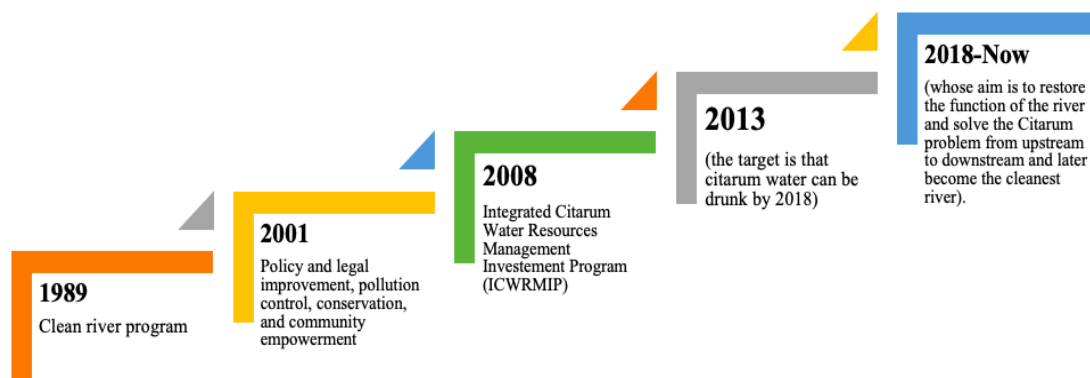 1989
Clean river program
2001
Policy and legal
improvement, pollution
control, conservation,
and community
empowerment
2008
Integrated Citarum
Water Resources
Management
Investement Program
(ICWRMIP)
2013
(the target is that
citarum water can be
drunk by 2018)
2018-Now
(whose aim is to restore
the function of the river
and solve the Citarum
problem from upstream
to downstream and later
become the cleanest
river).